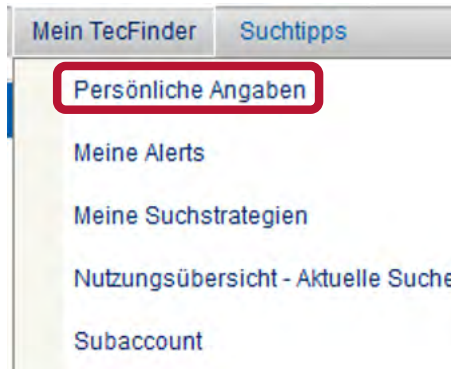 Mein TecFinder Suchtipps
Persönliche Angaben
Meine Alerts
Meine Suchstrategien
Nutzungsübersicht - Aktuelle Suche
Subaccount